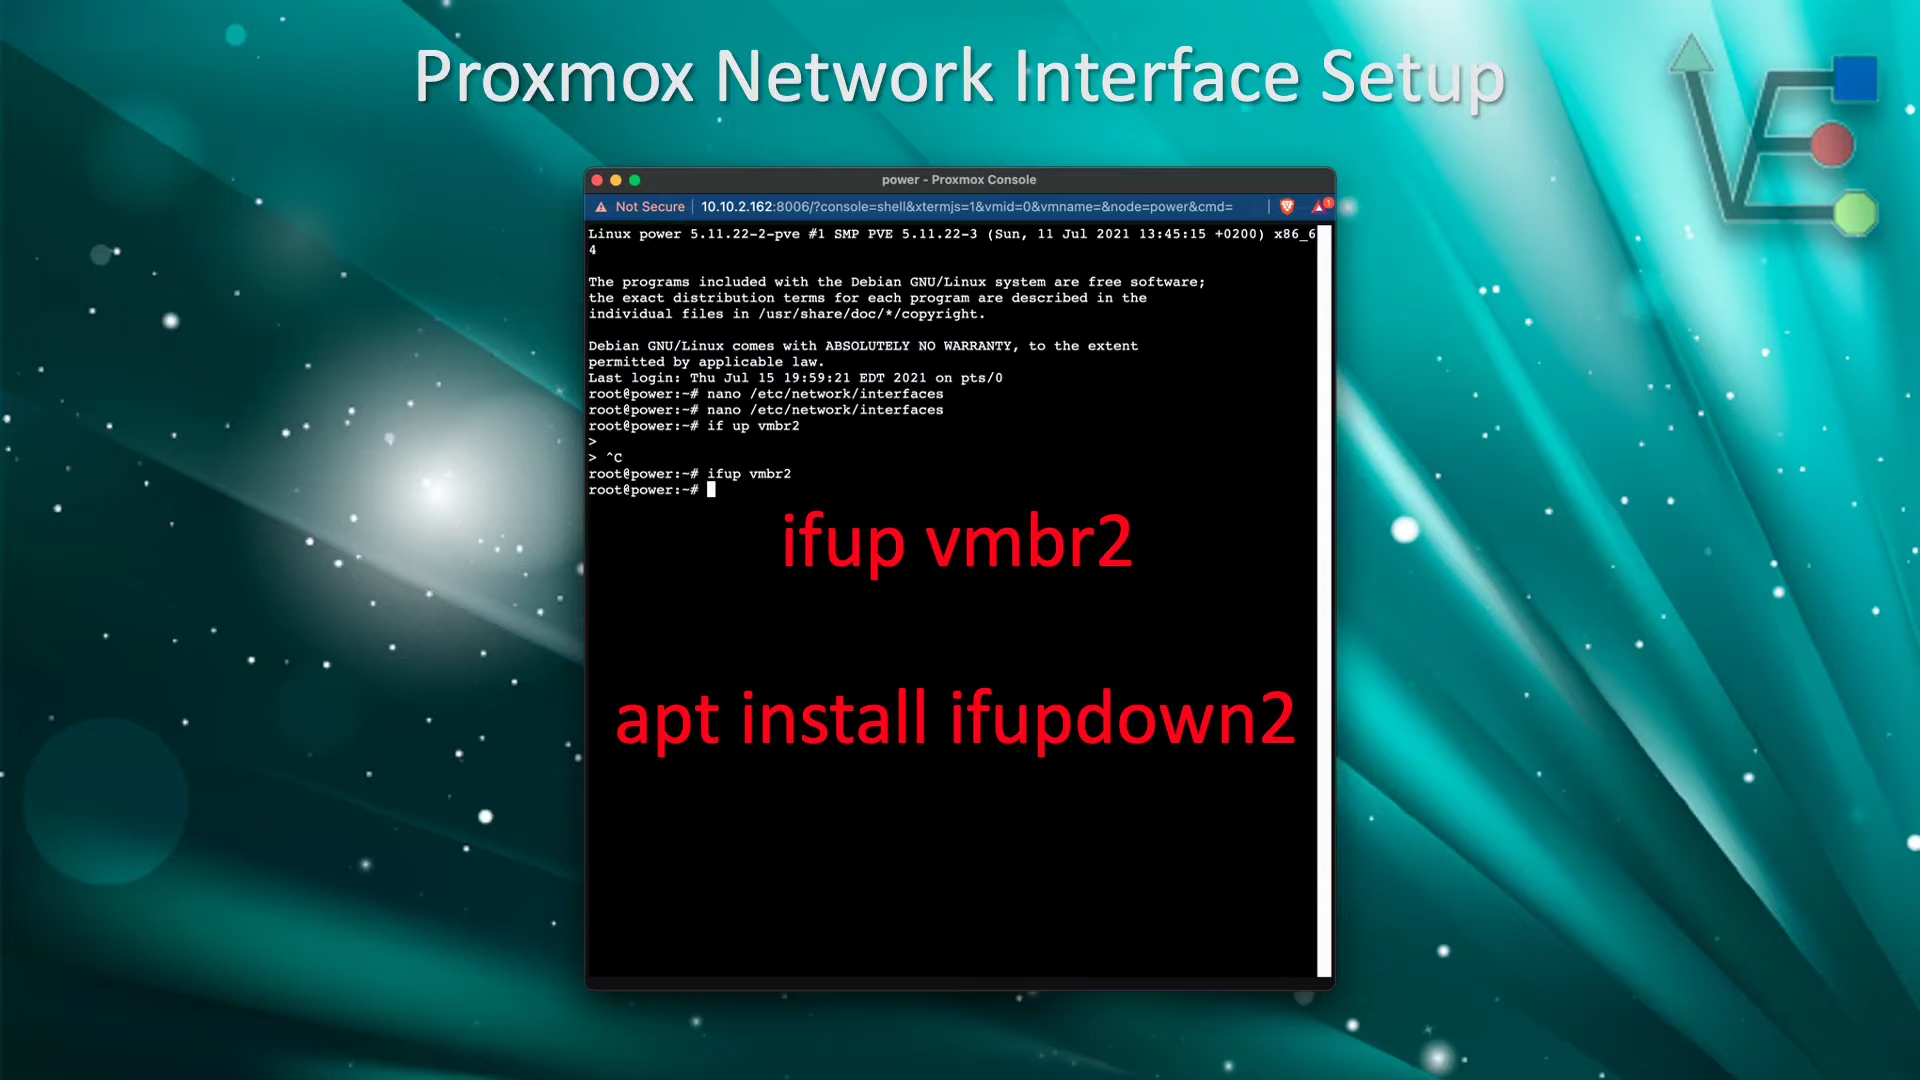 Proxmox Network Interface Setup
power - Proxmox Console
Not Secure 10.10.2.162:8006/?console=shell&xtermjs=1&vmid=0&vmname=&node=power&cmd= 1
Linux power 5.11.22-2-pve #1 SMP PVE 5.11.22-3 (Sun, 11 Jul 2021 13:45:15 +0200) x86_6
4
The programs included with the Debian GNU/Linux system are free software;
the exact distribution terms for each program are described in the
individual files in /usr/share/doc/*/copyright.
Debian GNU/Linux comes with ABSOLUTELY NO WARRANTY, to the extent
permitted by applicable law.
Last login: Thu Jul 15 19:59:21 EDT 2021 on pts/0
root@power:~# nano /etc/network/interfaces
root@power:~# nano /etc/network/interfaces
root@power:~# if up vmbr2
>
> ^C
root@power:~# ifup vmbr2
root@power:~#
ifup vmbr2
apt install ifupdown2